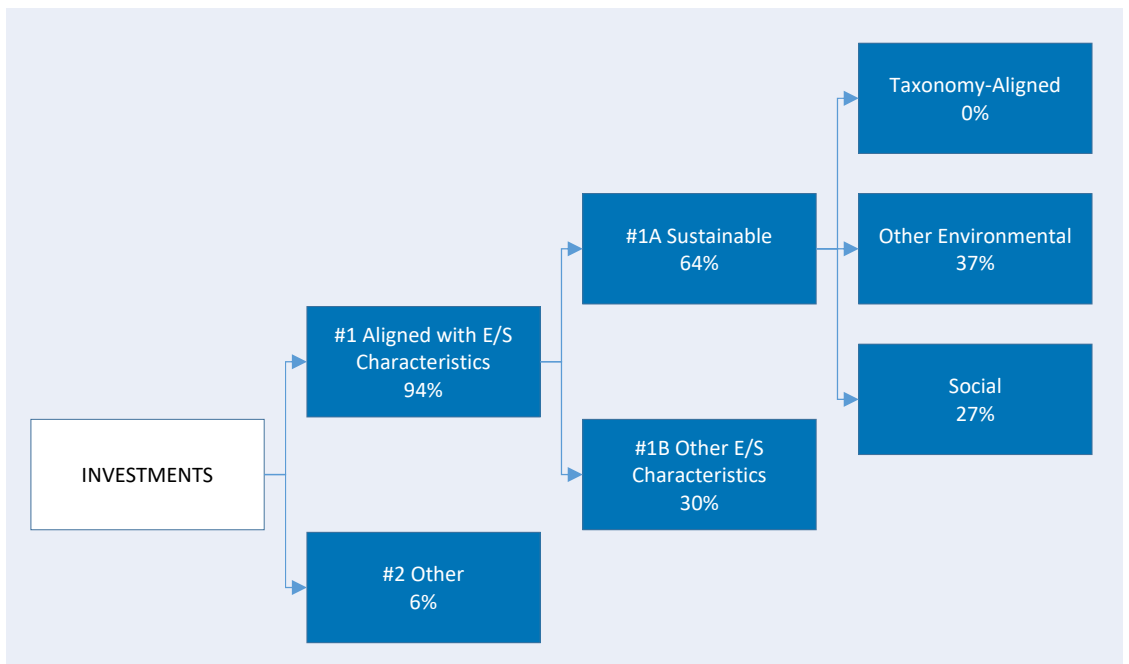 INVESTMENTS
#1 Aligned with E/S
Characteristics
94%
#2 Other
6%
#1A Sustainable
64%
#1B Other E/S
Characteristics
30%
Taxonomy-Aligned
0%
Other Environmental
37%
Social
27%